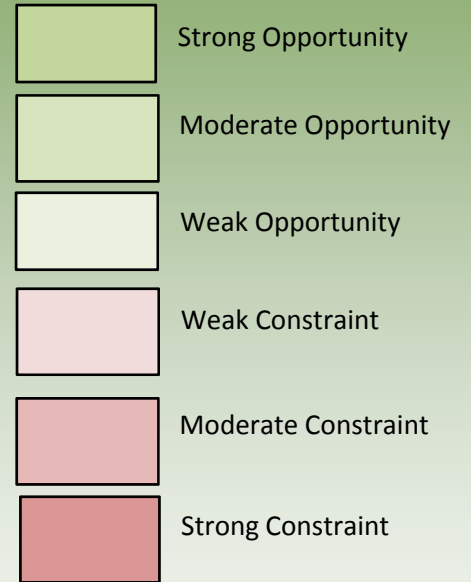 Strong Opportunity
Moderate Opportunity
Weak Opportunity
Weak Constraint
Moderate Constraint
Strong Constraint